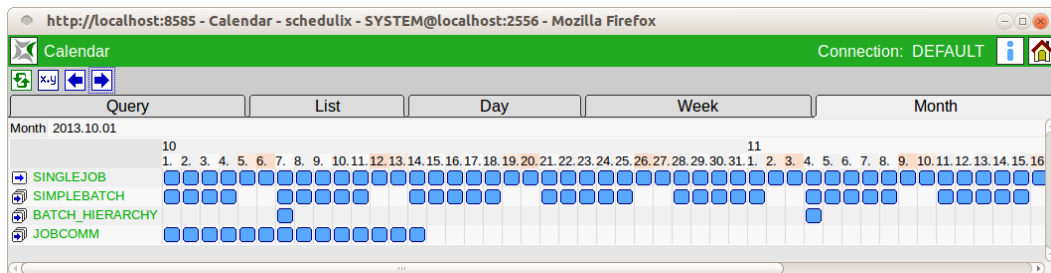 http://localhost:8585 - Calendar - schedulix - SYSTEM@localhost:2556 - Mozilla Firefox
Calendar Connection: DEFAULT
x.y
Query List Day Week Month
Month 2013.10.01
10 11
1. 2. 3. 4. 5. 6. 7. 8. 9. 10. 11. 12. 13. 14. 15. 16. 17. 18. 19. 20. 21. 22. 23. 24. 25. 26. 27. 28. 29. 30. 31. 1. 2. 3. 4. 5. 6. 7. 8. 9. 10. 11. 12. 13. 14. 15. 16
SINGLEJOB
SIMPLEBATCH
BATCH_HIERARCHY
JOBCOMM